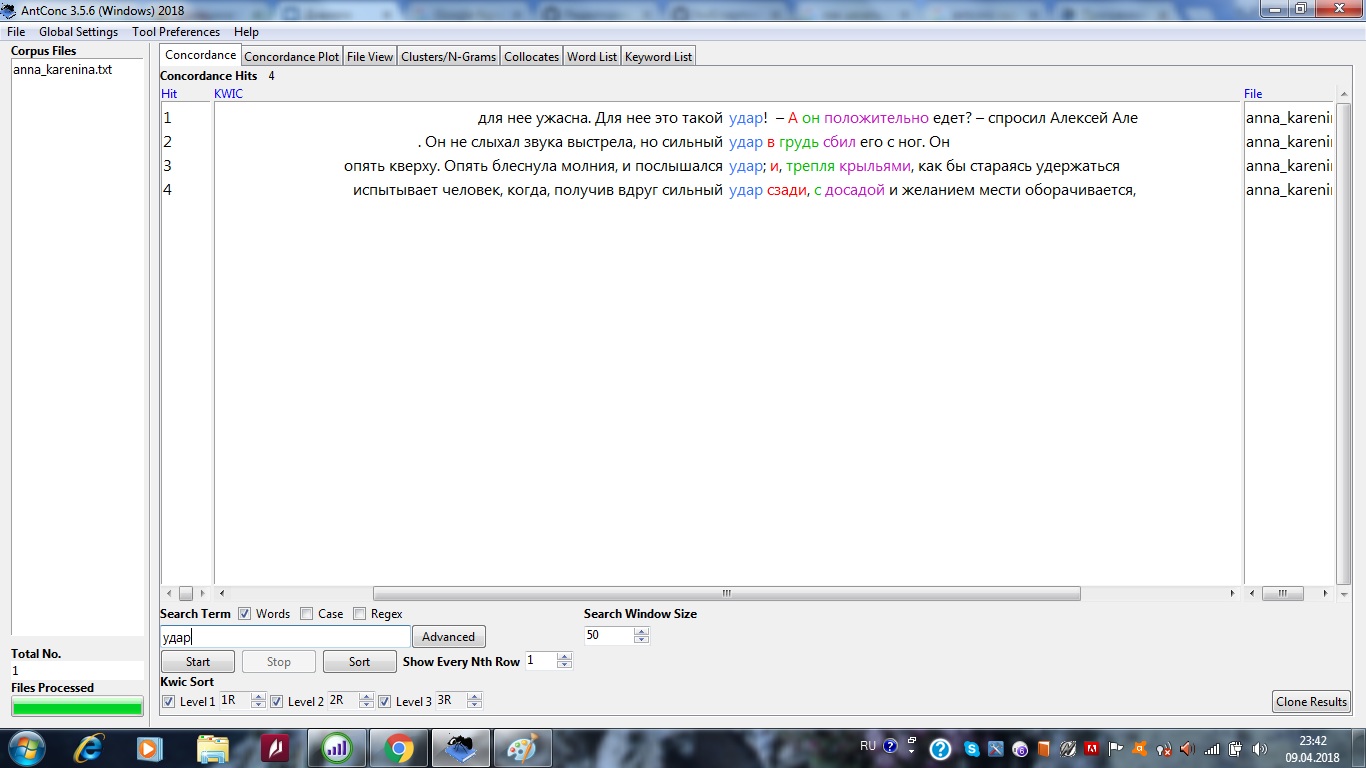 AntConc 3.5.6 (Windows) 2018
File Global Settings Tool Preferences Help
Corpus Files
anna_karenina.txt
Total No.
1
Files Processed
Concordance Concordance Plot File View Clusters/N-Grams Collocates Word List Keyword List
Concordance Hits 4
Hit KWIC File
1 для нее ужасна. Для нее это такой удар! – А он положительно едет? – спросил Алексей Але anna_karenin
2 . Он не слыхал звука выстрела, но сильный удар в грудь сбил его с ног. Он anna_karenin
3 опять кверху. Опять блеснула молния, и послышался удар; и, трепля крыльями, как бы стараясь удержаться anna_karenin
4 испытывает человек, когда, получив вдруг сильный удар сзади, с досадой и желанием мести оборачивается, anna_karenin
Search Term Words Case Regex Search Window Size
удар Advanced 50
Start Stop Sort Show Every Nth Row 1
Kwic Sort
Level 1 1R Level 2 2R Level 3 3R Clone Results
RU 23:42
09.04.2018